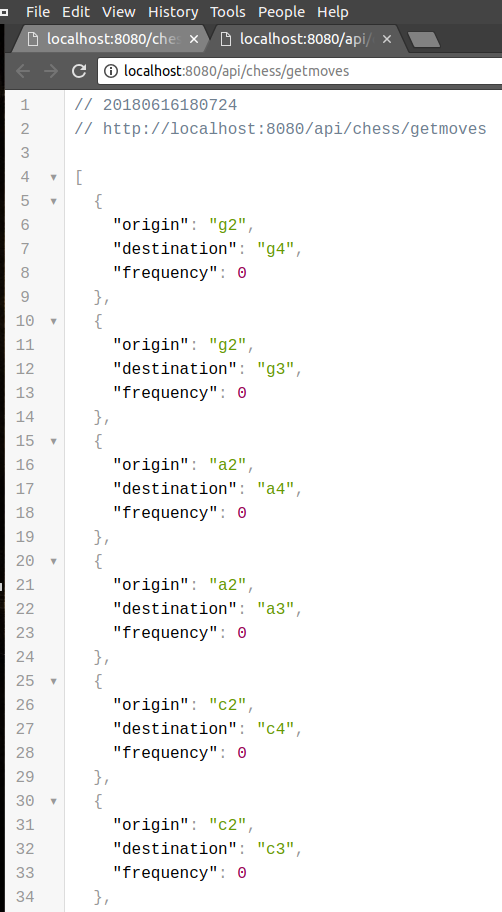 File Edit View History Tools People Help
localhost:8080/ches × localhost:8080/api/ ×
localhost:8080/api/chess/getmoves
1 // 20180616180724
2 // http://localhost:8080/api/chess/getmoves
3
4 [
5 {
6 "origin": "g2",
7 "destination": "g4",
8 "frequency": 0
9 },
10 {
11 "origin": "g2",
12 "destination": "g3",
13 "frequency": 0
14 },
15 {
16 "origin": "a2",
17 "destination": "a4",
18 "frequency": 0
19 },
20 {
21 "origin": "a2",
22 "destination": "a3",
23 "frequency": 0
24 },
25 {
26 "origin": "c2",
27 "destination": "c4",
28 "frequency": 0
29 },
30 {
31 "origin": "c2",
32 "destination": "c3",
33 "frequency": 0
34 },